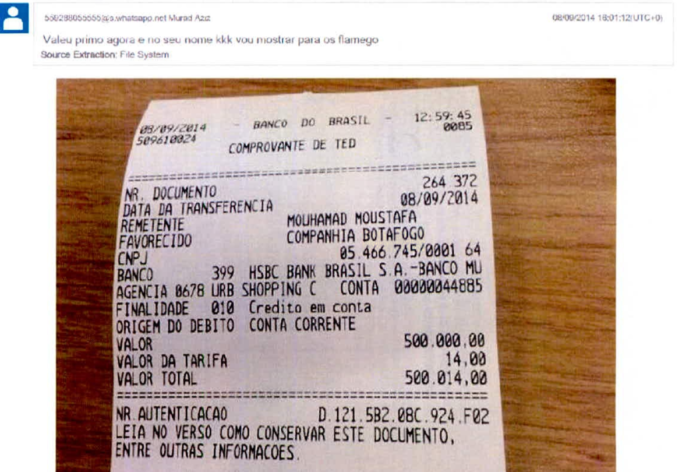 559288055555@s.whatsapp.net Murad Aziz 08/09/2014 16:01:12(UTC+0)
Valeu primo agora e no seu nome kkk vou mostrar para os flamego
Source Extraction: File System
08/09/2014 - BANCO DO BRASIL - 12:59:45
509610024 0085
COMPROVANTE DE TED
NR. DOCUMENTO 264.372
DATA DA TRANSFERENCIA 08/09/2014
REMETENTE MOUHAMAD MOUSTAFA
FAVORECIDO COMPANHIA BOTAFOGO
CNPJ 05.466.745/0001 64
BANCO 399 HSBC BANK BRASIL S.A.-BANCO MU
AGENCIA 0678 URB SHOPPING C CONTA 00000044885
FINALIDADE 010 Credito em conta
ORIGEM DO DEBITO CONTA CORRENTE
VALOR 500.000,00
VALOR DA TARIFA 14,00
VALOR TOTAL 500.014,00
NR.AUTENTICACAO D.121.5B2.08C.924.F02
LEIA NO VERSO COMO CONSERVAR ESTE DOCUMENTO,
ENTRE OUTRAS INFORMACOES.